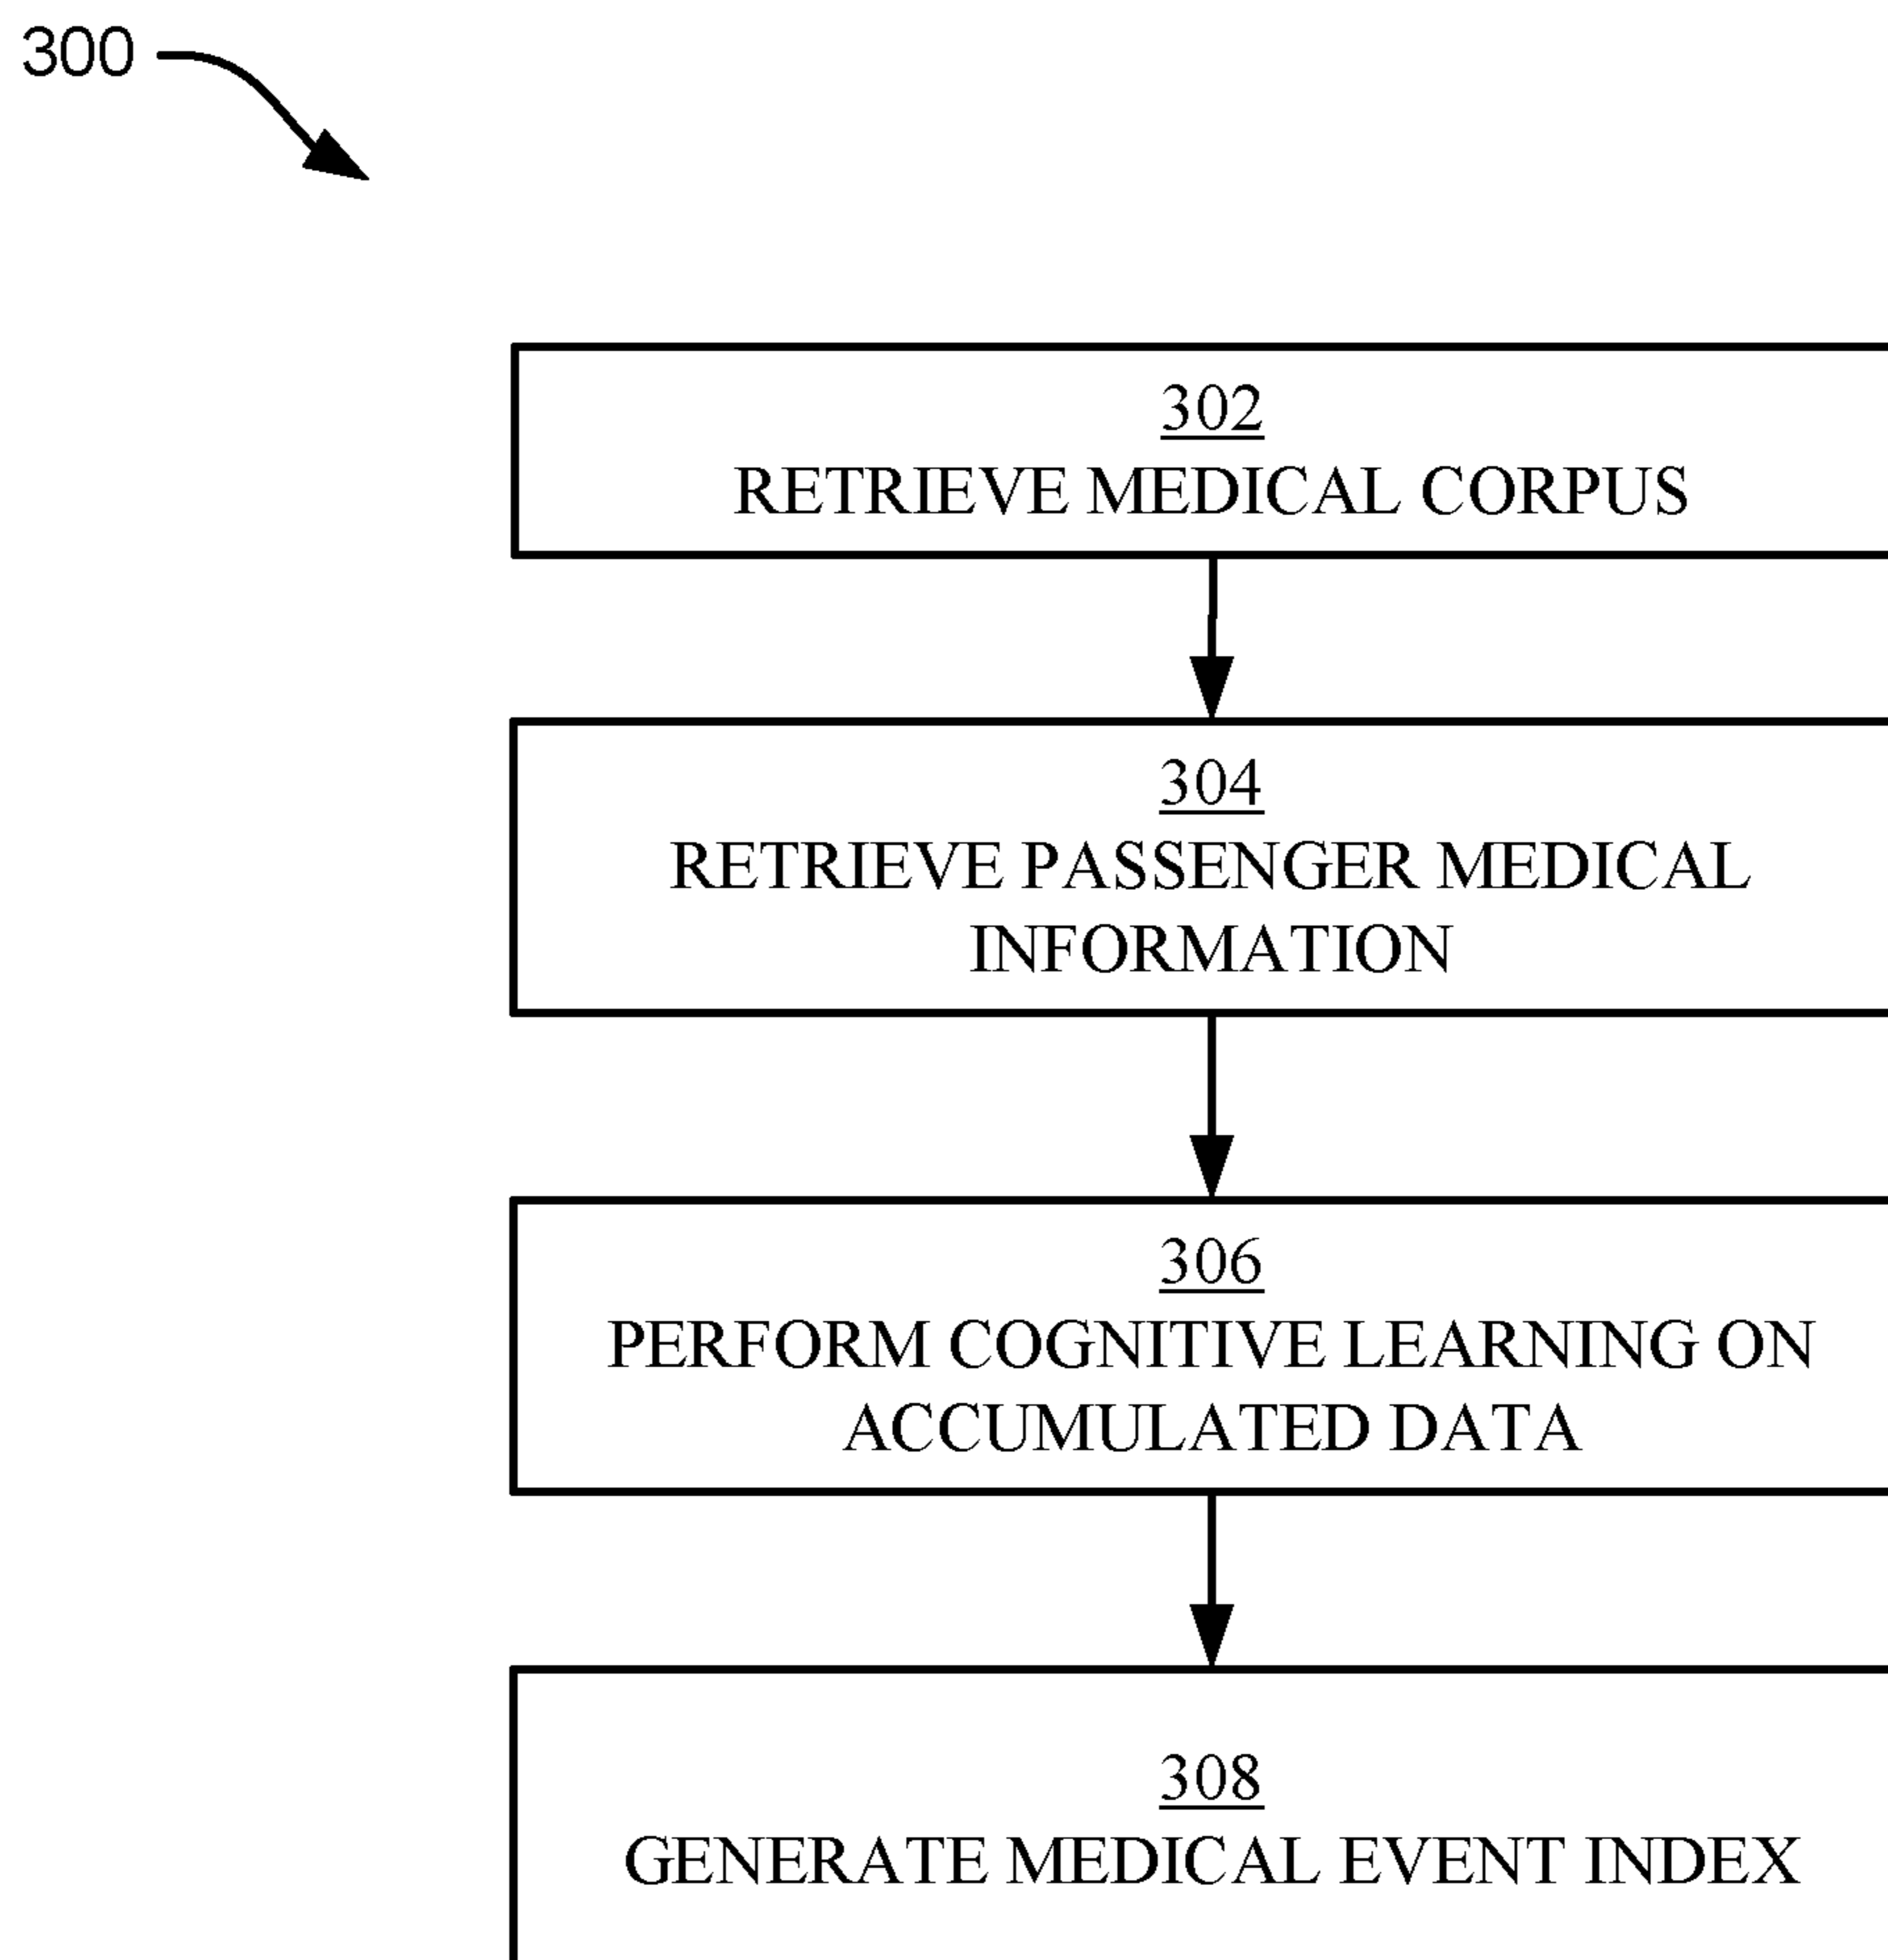 300
302
RETRIEVE MEDICAL CORPUS
304
RETRIEVE PASSENGER MEDICAL
INFORMATION
306
PERFORM COGNITIVE LEARNING ON
ACCUMULATED DATA
308
GENERATE MEDICAL EVENT INDEX